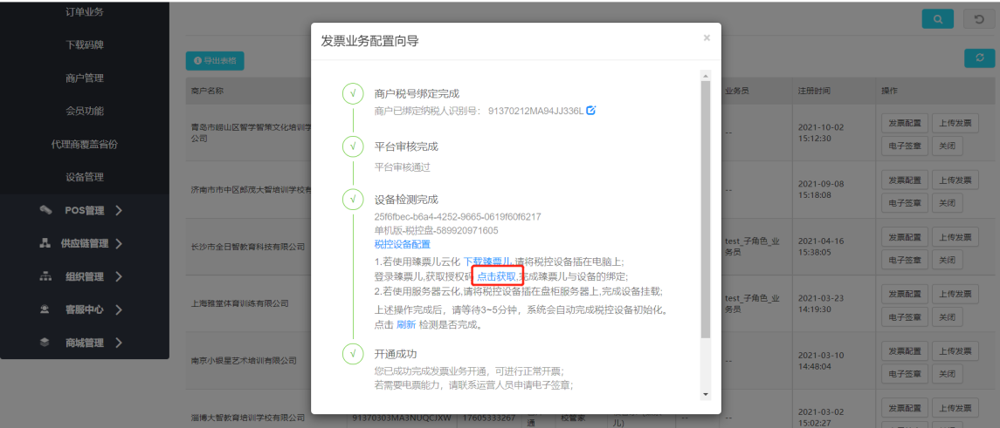 订单业务
下载码牌
商户管理
会员功能
代理商覆盖省份
设备管理
POS管理
供应链管理
组织管理
客服中心
商城管理
导出表格
商户名称
业务员
注册时间
操作
青岛市崂山区智学智策文化培训学
公司
--
2021-10-02
15:12:30
发票配置
上传发票
电子签章
关闭
济南市市中区邮茂大智培训学校有
--
2021-09-08
15:18:08
发票配置
上传发票
电子签章
关闭
长沙市全日智教育科技有限公司
test_子角色_业
务员
2021-04-16
15:38:05
发票配置
上传发票
电子签章
关闭
上海雅堂体育训练有限公司
test_子角色_业
务员
2021-03-23
14:19:30
发票配置
上传发票
电子签章
关闭
南京小银星艺术培训有限公司
--
2021-03-10
14:48:04
发票配置
上传发票
电子签章
关闭
淄博大智教育培训学校有限公司
91370303MA3NUQCJXW
17605333267
通
校管家
儿)
--
--
2021-03-02
15:02:27
发票配置
上传发票
发票业务配置向导
×
√
商户税号绑定完成
商户已绑定纳税人识别号： 91370212MA94JJ336L
√
平台审核完成
平台审核通过
√
设备检测完成
25f6fbec-b6a4-4252-9665-0619f60f6217
单机版-税控盘-589920971605
税控设备配置
1.若使用臻票儿云化 下载臻票儿,请将税控设备插在电脑上;
登录臻票儿,获取授权码 点击获取,完成臻票儿与设备的绑定;
2.若使用服务器云化,请将税控设备插在盘柜服务器上,完成设备挂载;
上述操作完成后，请等待3~5分钟，系统会自动完成税控设备初始化。
点击 刷新 检测是否完成。
√
开通成功
您已成功完成发票业务开通，可进行正常开票;
若需要电票能力，请联系运营人员申请电子签章;